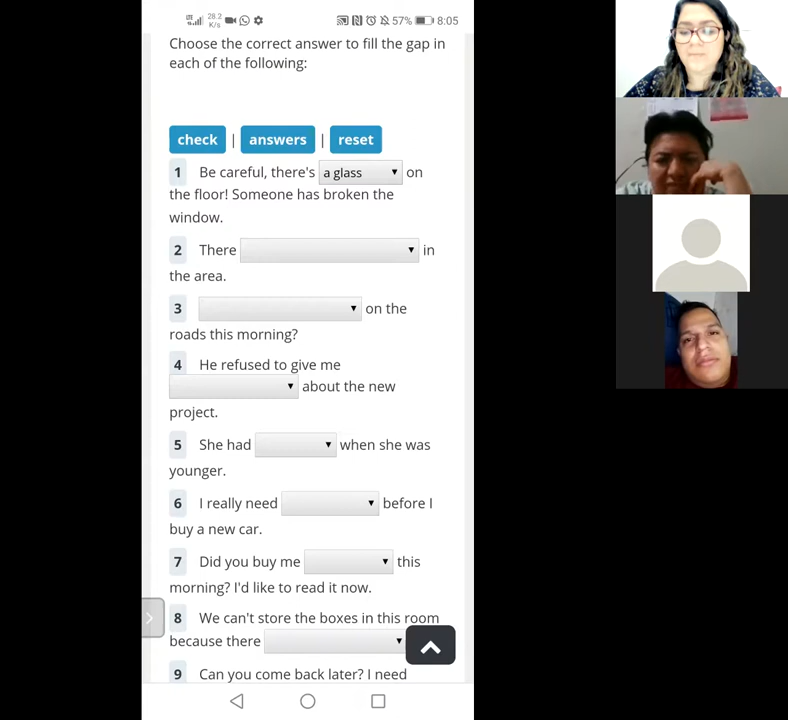 28.2 K/s 57% 8:05
Choose the correct answer to fill the gap in
each of the following:
check | answers | reset
1 Be careful, there's a glass on
the floor! Someone has broken the
window.
2 There in
the area.
3 on the
roads this morning?
4 He refused to give me
about the new
project.
5 She had when she was
younger.
6 I really need before I
buy a new car.
7 Did you buy me this
morning? I'd like to read it now.
8 We can't store the boxes in this room
because there
9 Can you come back later? I need